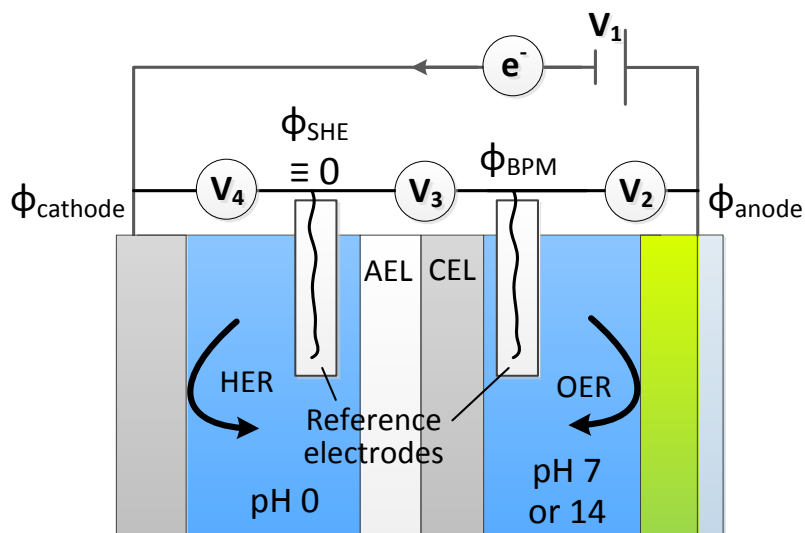 V₁
e⁻
ϕSHE
≡ 0
ϕBPM
ϕcathode
V₄
V₃
V₂
ϕanode
AEL
CEL
HER
OER
Reference
electrodes
pH 0
pH 7
or 14